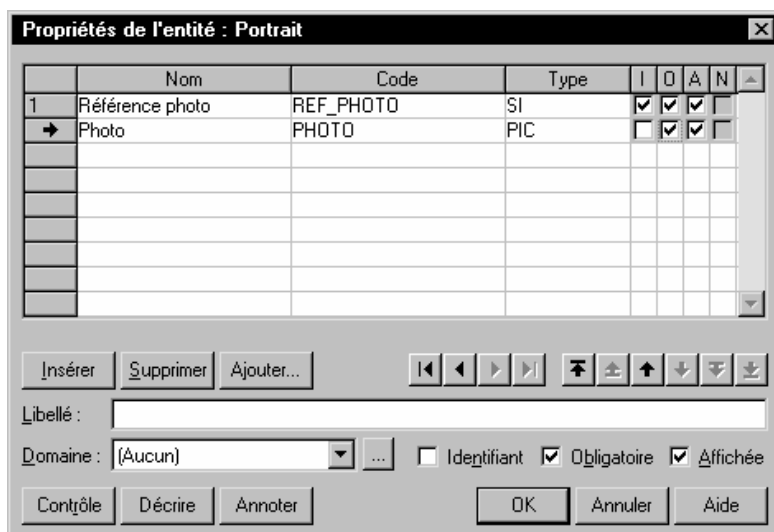 Propriétés de l'entité : Portrait
Nom Code Type I O A N
1 Référence photo REF_PHOTO SI
Photo PHOTO PIC
Insérer Supprimer Ajouter...
Libellé :
Domaine : (Aucun) ... Identifiant Obligatoire Affichée
Contrôle Décrire Annoter OK Annuler Aide